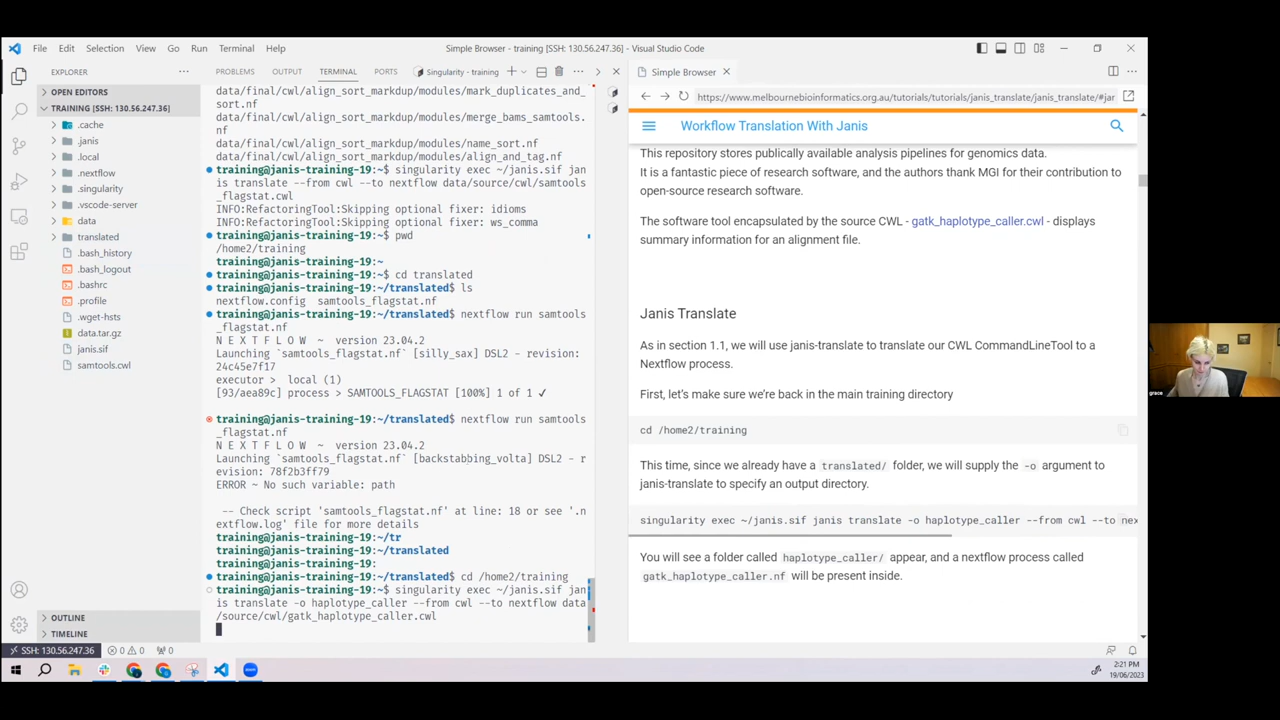 File Edit Selection View Go Run Terminal Help
Simple Browser - training [SSH: 130.56.247.36] - Visual Studio Code
EXPLORER
OPEN EDITORS
TRAINING [SSH: 130.56.247.36]
.cache
.janis
.local
.nextflow
.singularity
.vscode-server
data
translated
.bash_history
.bash_logout
.bashrc
.profile
.wget-hsts
data.tar.gz
janis.sif
samtools.cwl
OUTLINE
TIMELINE
PROBLEMS OUTPUT TERMINAL PORTS
Singularity - training
data/final/cwl/align_sort_markdup/modules/mark_duplicates_and_
sort.nf
data/final/cwl/align_sort_markdup/modules/merge_bams_samtools.
nf
data/final/cwl/align_sort_markdup/modules/name_sort.nf
data/final/cwl/align_sort_markdup/modules/align_and_tag.nf
training@janis-training-19:~$ singularity exec ~/janis.sif jan
is translate --from cwl --to nextflow data/source/cwl/samtools
_flagstat.cwl
INFO:RefactoringTool:Skipping optional fixer: idioms
INFO:RefactoringTool:Skipping optional fixer: ws_comma
training@janis-training-19:~$ pwd
/home2/training
training@janis-training-19:~
training@janis-training-19:~$ cd translated
training@janis-training-19:~/translated$ ls
nextflow.config samtools_flagstat.nf
training@janis-training-19:~/translated$ nextflow run samtools
_flagstat.nf
N E X T F L O W ~ version 23.04.2
Launching `samtools_flagstat.nf` [silly_sax] DSL2 - revision:
24c45e7f17
executor > local (1)
[93/aea89c] process > SAMTOOLS_FLAGSTAT [100%] 1 of 1 ✓
training@janis-training-19:~/translated$ nextflow run samtools
_flagstat.nf
N E X T F L O W ~ version 23.04.2
Launching `samtools_flagstat.nf` [backstabbing_volta] DSL2 - r
evision: 78f2b3ff79
ERROR ~ No such variable: path
-- Check script 'samtools_flagstat.nf' at line: 18 or see '.n
extflow.log' file for more details
training@janis-training-19:~/tr
training@janis-training-19:~/translated
training@janis-training-19:
training@janis-training-19:~/translated$ cd /home2/training
training@janis-training-19:~$ singularity exec ~/janis.sif jan
is translate -o haplotype_caller --from cwl --to nextflow data
/source/cwl/gatk_haplotype_caller.cwl
Simple Browser
https://www.melbournebioinformatics.org.au/tutorials/tutorials/janis_translate/janis_translate/#jar
Workflow Translation With Janis
This repository stores publically available analysis pipelines for genomics data.
It is a fantastic piece of research software, and the authors thank MGI for their contribution to
open-source research software.
The software tool encapsulated by the source CWL - gatk_haplotype_caller.cwl - displays
summary information for an alignment file.
Janis Translate
As in section 1.1, we will use janis-translate to translate our CWL CommandLineTool to a
Nextflow process.
First, let's make sure we're back in the main training directory
cd /home2/training
This time, since we already have a translated/ folder, we will supply the -o argument to
janis-translate to specify an output directory.
singularity exec ~/janis.sif janis translate -o haplotype_caller --from cwl --to nex
You will see a folder called haplotype_caller/ appear, and a nextflow process called
gatk_haplotype_caller.nf will be present inside.
SSH: 130.56.247.36
0 0 0
2:21 PM
19/06/2023
grace